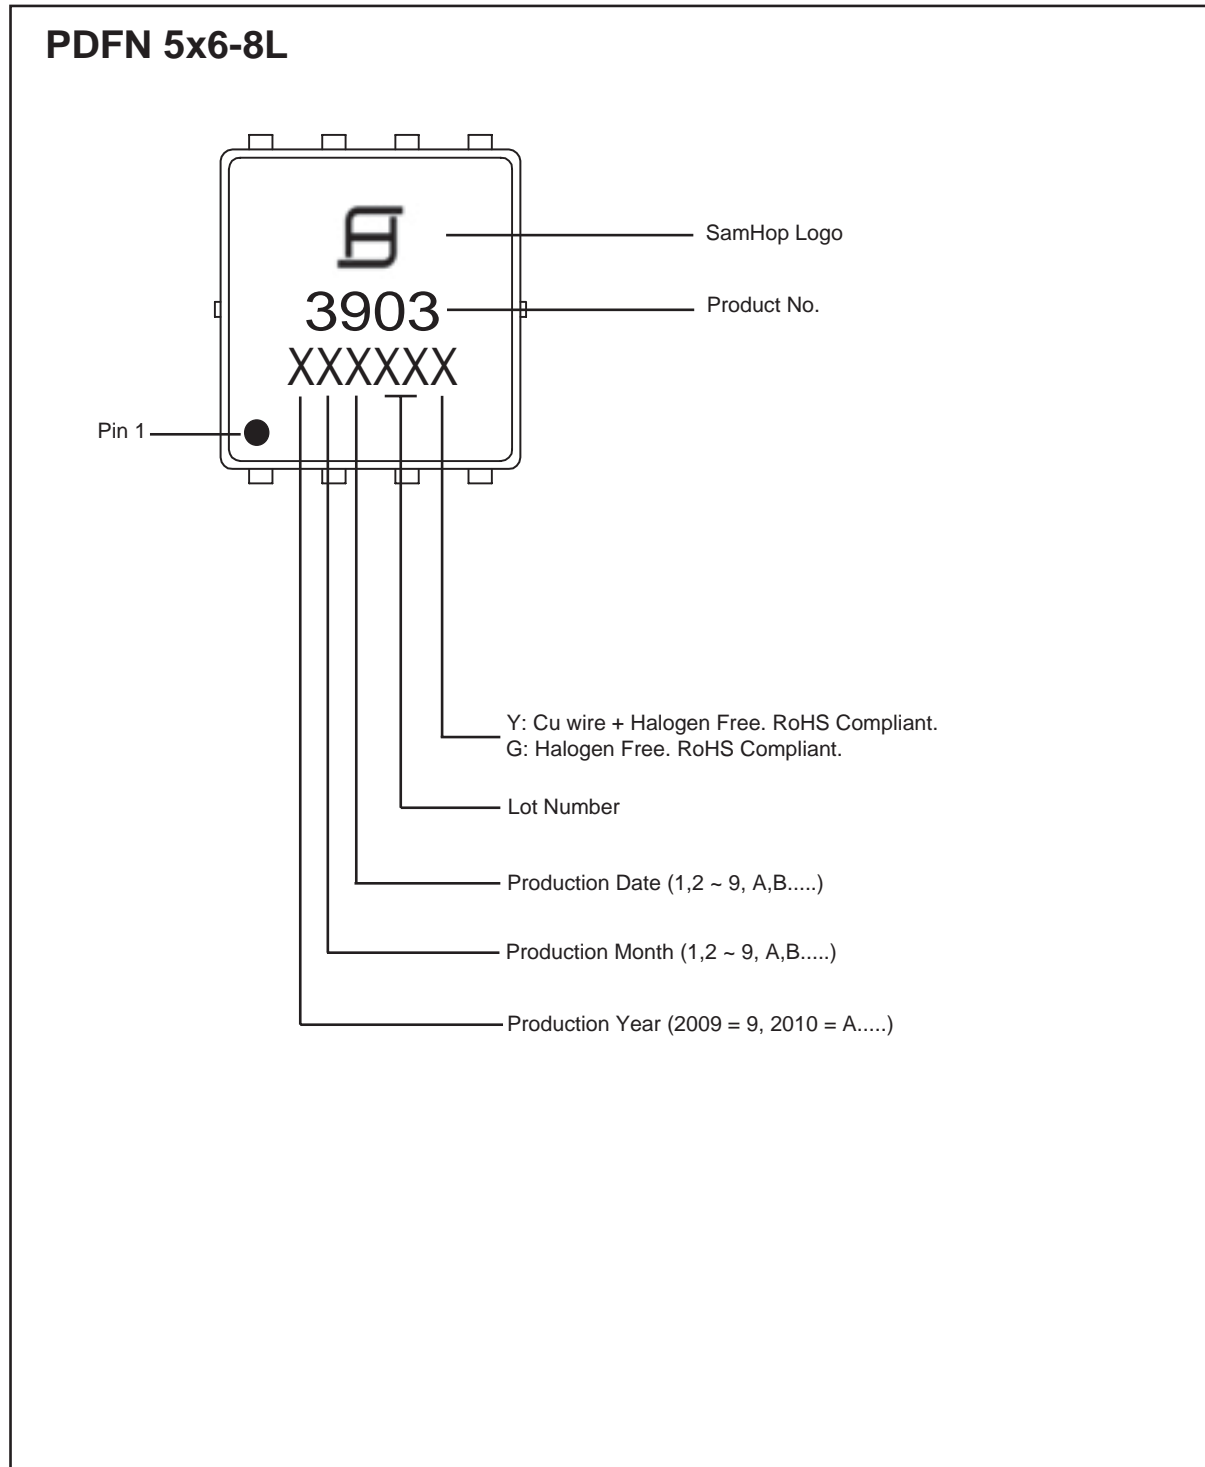 PDFN 5x6-8L
SamHop Logo
3903
Product No.
XXXXXX
Pin 1
Y: Cu wire + Halogen Free. RoHS Compliant.
G: Halogen Free. RoHS Compliant.
Lot Number
Production Date (1,2 ~ 9, A,B.....)
Production Month (1,2 ~ 9, A,B.....)
Production Year (2009 = 9, 2010 = A.....)